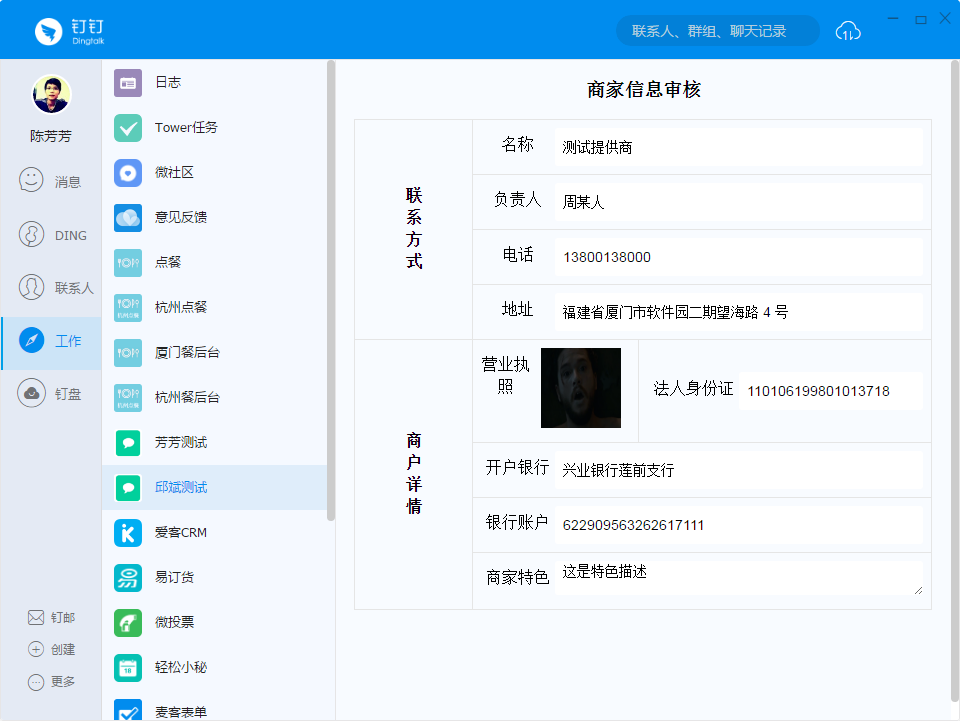 钉钉
Dingtalk
联系人、群组、聊天记录
陈芳芳
消息
DING
联系人
工作
钉盘
钉邮
创建
更多
日志
Tower任务
微社区
意见反馈
点餐
杭州点餐
厦门餐后台
杭州餐后台
芳芳测试
邱斌测试
爱客CRM
易订货
微投票
轻松小秘
麦客表单
商家信息审核
联系方式
名称 测试提供商
负责人 周某人
电话 13800138000
地址 福建省厦门市软件园二期望海路 4 号
商户详情
营业执照
法人身份证 110106199801013718
开户银行 兴业银行莲前支行
银行账户 622909563262617111
商家特色 这是特色描述